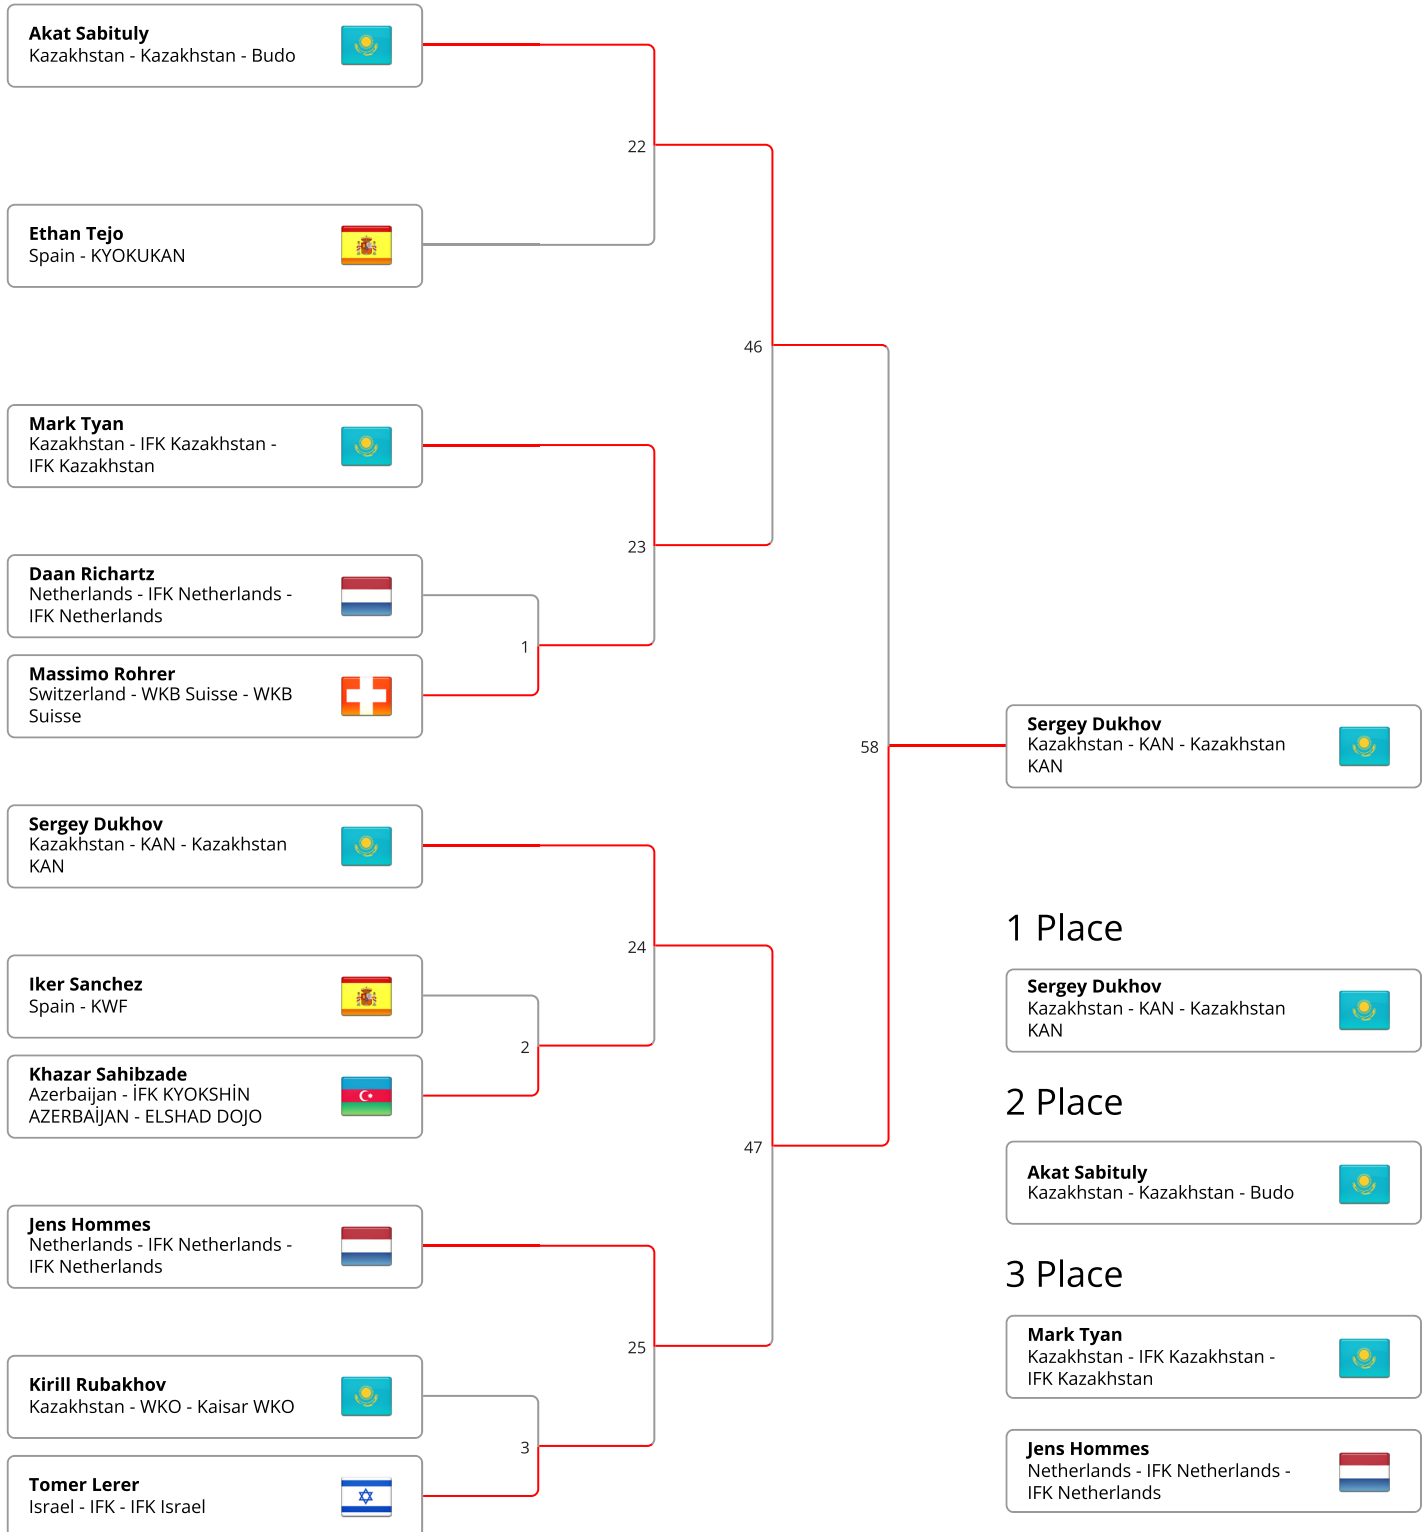 Akat Sabituly
Kazakhstan - Kazakhstan - Budo
22
Ethan Tejo
Spain - KYOKUKAN
46
Mark Tyan
Kazakhstan - IFK Kazakhstan -
IFK Kazakhstan
23
Daan Richartz
Netherlands - IFK Netherlands -
IFK Netherlands
1
Massimo Rohrer
Switzerland - WKB Suisse - WKB
Suisse
58
Sergey Dukhov
Kazakhstan - KAN - Kazakhstan
KAN
Sergey Dukhov
Kazakhstan - KAN - Kazakhstan
KAN
24
Iker Sanchez
Spain - KWF
2
Khazar Sahibzade
Azerbaijan - İFK KYOKSHİN
AZERBAİJAN - ELSHAD DOJO
47
Jens Hommes
Netherlands - IFK Netherlands -
IFK Netherlands
25
Kirill Rubakhov
Kazakhstan - WKO - Kaisar WKO
3
Tomer Lerer
Israel - IFK - IFK Israel
1 Place
Sergey Dukhov
Kazakhstan - KAN - Kazakhstan
KAN
2 Place
Akat Sabituly
Kazakhstan - Kazakhstan - Budo
3 Place
Mark Tyan
Kazakhstan - IFK Kazakhstan -
IFK Kazakhstan
Jens Hommes
Netherlands - IFK Netherlands -
IFK Netherlands